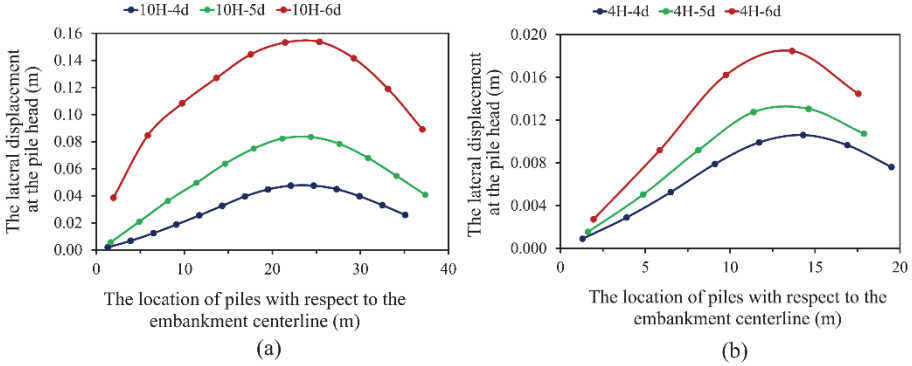 10H-4d 10H-5d 10H-6d
The lateral displacement
at the pile head (m)
0.16
0.14
0.12
0.10
0.08
0.06
0.04
0.02
0.00
0 10 20 30 40
The location of piles with respect to the
embankment centerline (m)
(a)
4H-4d 4H-5d 4H-6d
The lateral displacement
at the pile head (m)
0.020
0.016
0.012
0.008
0.004
0.000
0 5 10 15 20
The location of piles with respect to the
embankment centerline (m)
(b)